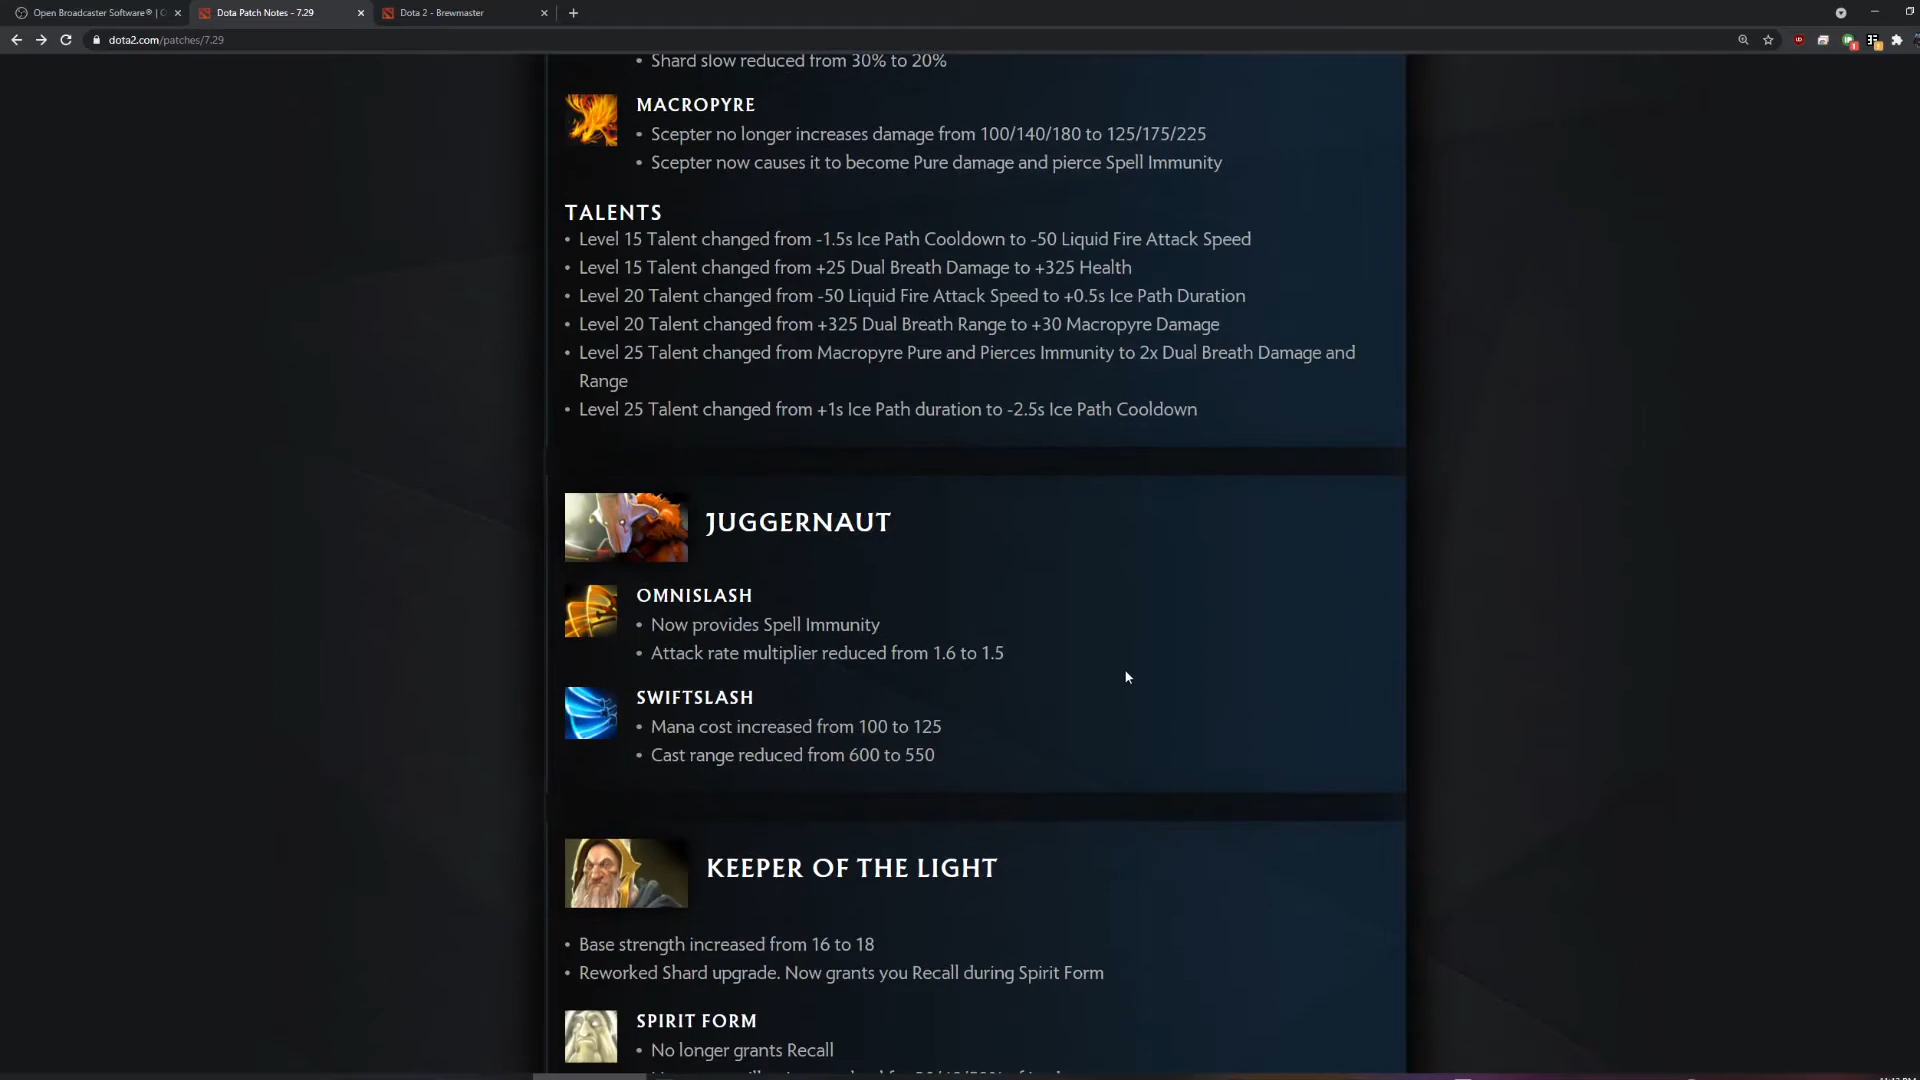 Open Broadcaster Software® |
Dota Patch Notes - 7.29
Dota 2 - Brewmaster
dota2.com/patches/7.29
• Shard slow reduced from 30% to 20%
MACROPYRE
• Scepter no longer increases damage from 100/140/180 to 125/175/225
• Scepter now causes it to become Pure damage and pierce Spell Immunity
TALENTS
• Level 15 Talent changed from -1.5s Ice Path Cooldown to -50 Liquid Fire Attack Speed
• Level 15 Talent changed from +25 Dual Breath Damage to +325 Health
• Level 20 Talent changed from -50 Liquid Fire Attack Speed to +0.5s Ice Path Duration
• Level 20 Talent changed from +325 Dual Breath Range to +30 Macropyre Damage
• Level 25 Talent changed from Macropyre Pure and Pierces Immunity to 2x Dual Breath Damage and
Range
• Level 25 Talent changed from +1s Ice Path duration to -2.5s Ice Path Cooldown
JUGGERNAUT
OMNISLASH
• Now provides Spell Immunity
• Attack rate multiplier reduced from 1.6 to 1.5
SWIFTSLASH
• Mana cost increased from 100 to 125
• Cast range reduced from 600 to 550
KEEPER OF THE LIGHT
• Base strength increased from 16 to 18
• Reworked Shard upgrade. Now grants you Recall during Spirit Form
SPIRIT FORM
• No longer grants Recall